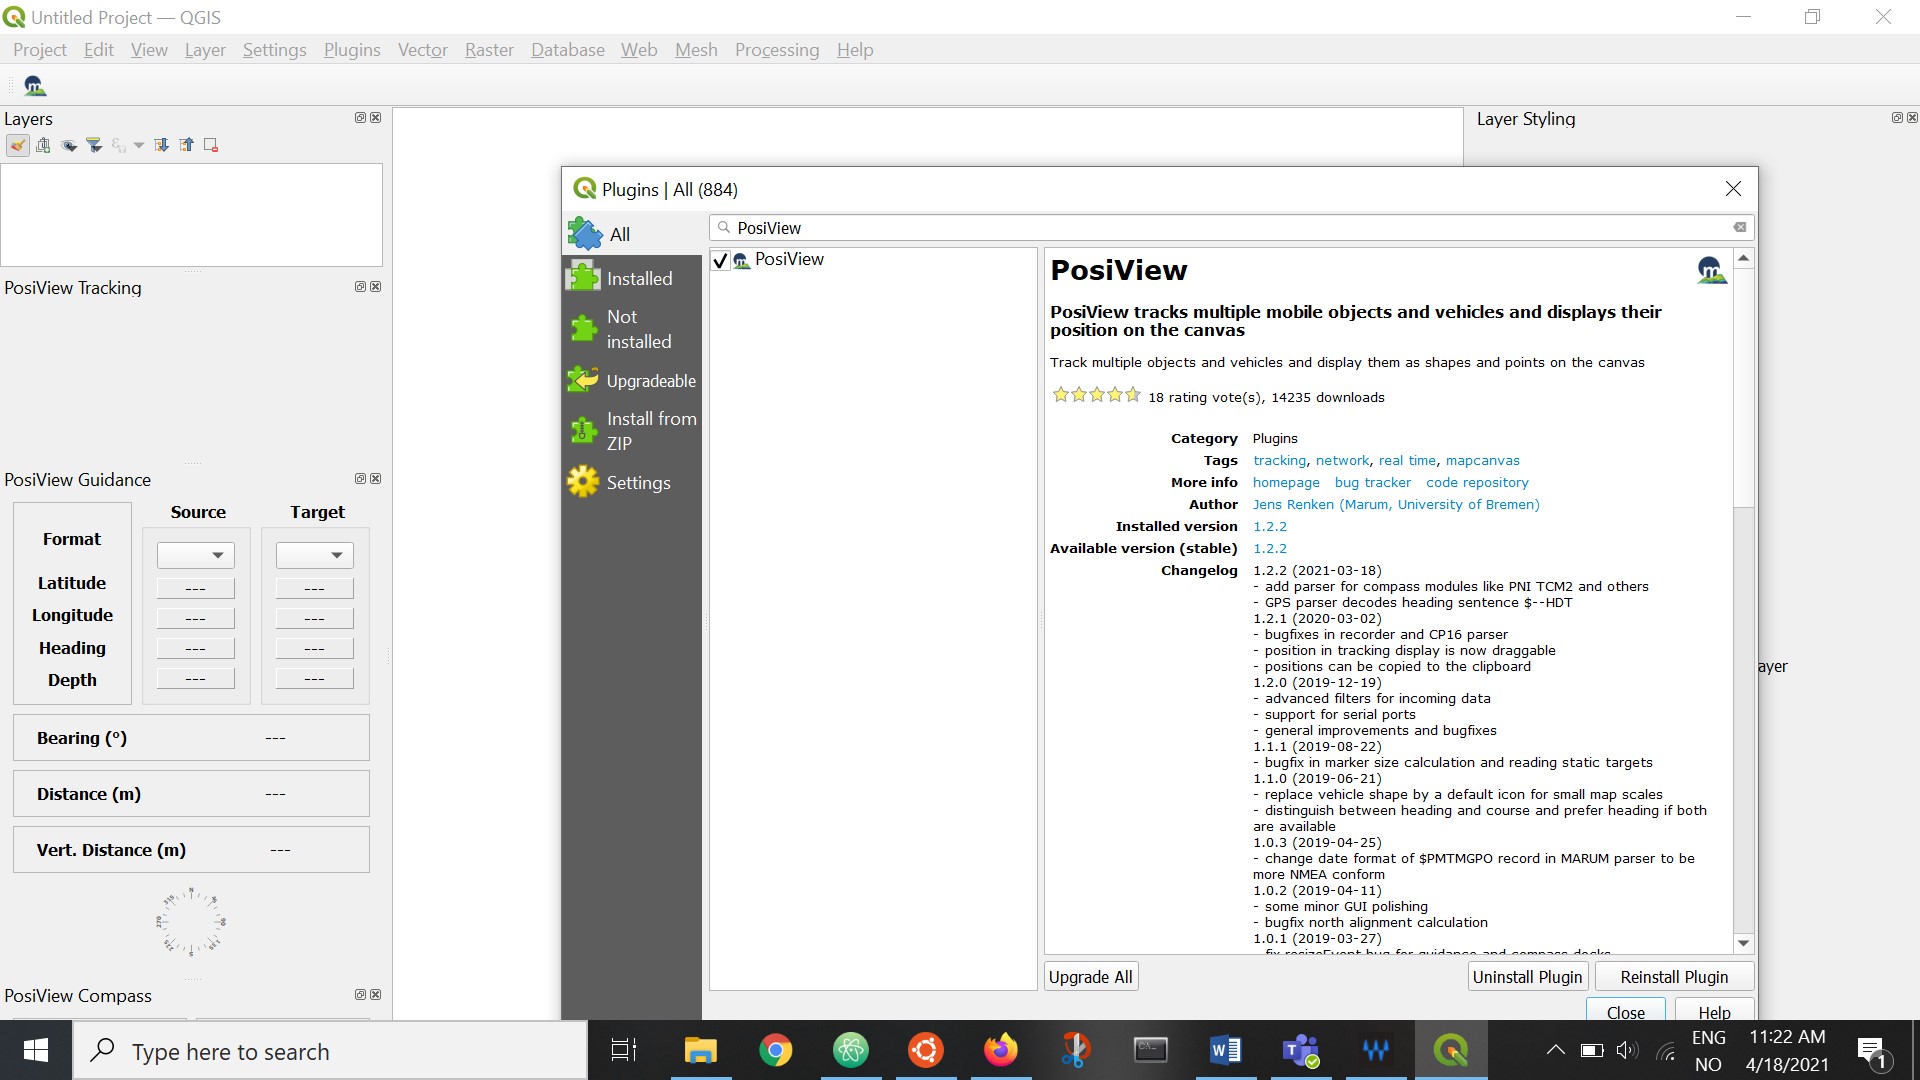 Untitled Project — QGIS
Project Edit View Layer Settings Plugins Vector Raster Database Web Mesh Processing Help
Layers
PosiView Tracking
PosiView Guidance
Source Target
Format
Latitude --- ---
Longitude --- ---
Heading --- ---
Depth --- ---
Bearing (°) ---
Distance (m) ---
Vert. Distance (m) ---
PosiView Compass
Layer Styling
ayer
Plugins | All (884)
All
Installed
Not
installed
Upgradeable
Install from
ZIP
Settings
PosiView
PosiView
PosiView
PosiView tracks multiple mobile objects and vehicles and displays their
position on the canvas
Track multiple objects and vehicles and display them as shapes and points on the canvas
18 rating vote(s), 14235 downloads
Category Plugins
Tags tracking, network, real time, mapcanvas
More info homepage bug tracker code repository
Author Jens Renken (Marum, University of Bremen)
Installed version 1.2.2
Available version (stable) 1.2.2
Changelog 1.2.2 (2021-03-18)
- add parser for compass modules like PNI TCM2 and others
- GPS parser decodes heading sentence $--HDT
1.2.1 (2020-03-02)
- bugfixes in recorder and CP16 parser
- position in tracking display is now draggable
- positions can be copied to the clipboard
1.2.0 (2019-12-19)
- advanced filters for incoming data
- support for serial ports
- general improvements and bugfixes
1.1.1 (2019-08-22)
- bugfix in marker size calculation and reading static targets
1.1.0 (2019-06-21)
- replace vehicle shape by a default icon for small map scales
- distinguish between heading and course and prefer heading if both
are available
1.0.3 (2019-04-25)
- change date format of $PMTMGPO record in MARUM parser to be
more NMEA conform
1.0.2 (2019-04-11)
- some minor GUI polishing
- bugfix north alignment calculation
1.0.1 (2019-03-27)
- fix resizeEvent bug for guidance and compass docks
Upgrade All Uninstall Plugin Reinstall Plugin
Close Help
Type here to search
ENG
NO
11:22 AM
4/18/2021
1